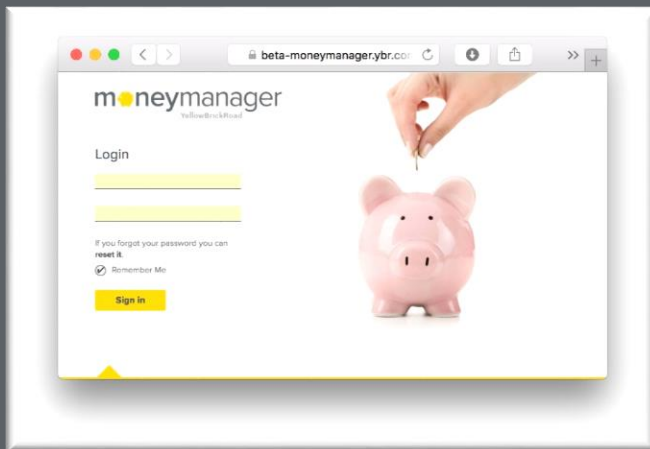 beta-moneymanager.ybr.co
moneymanager
YellowBrickRoad
Login
If you forgot your password you can
reset it.
Remember Me
Sign in